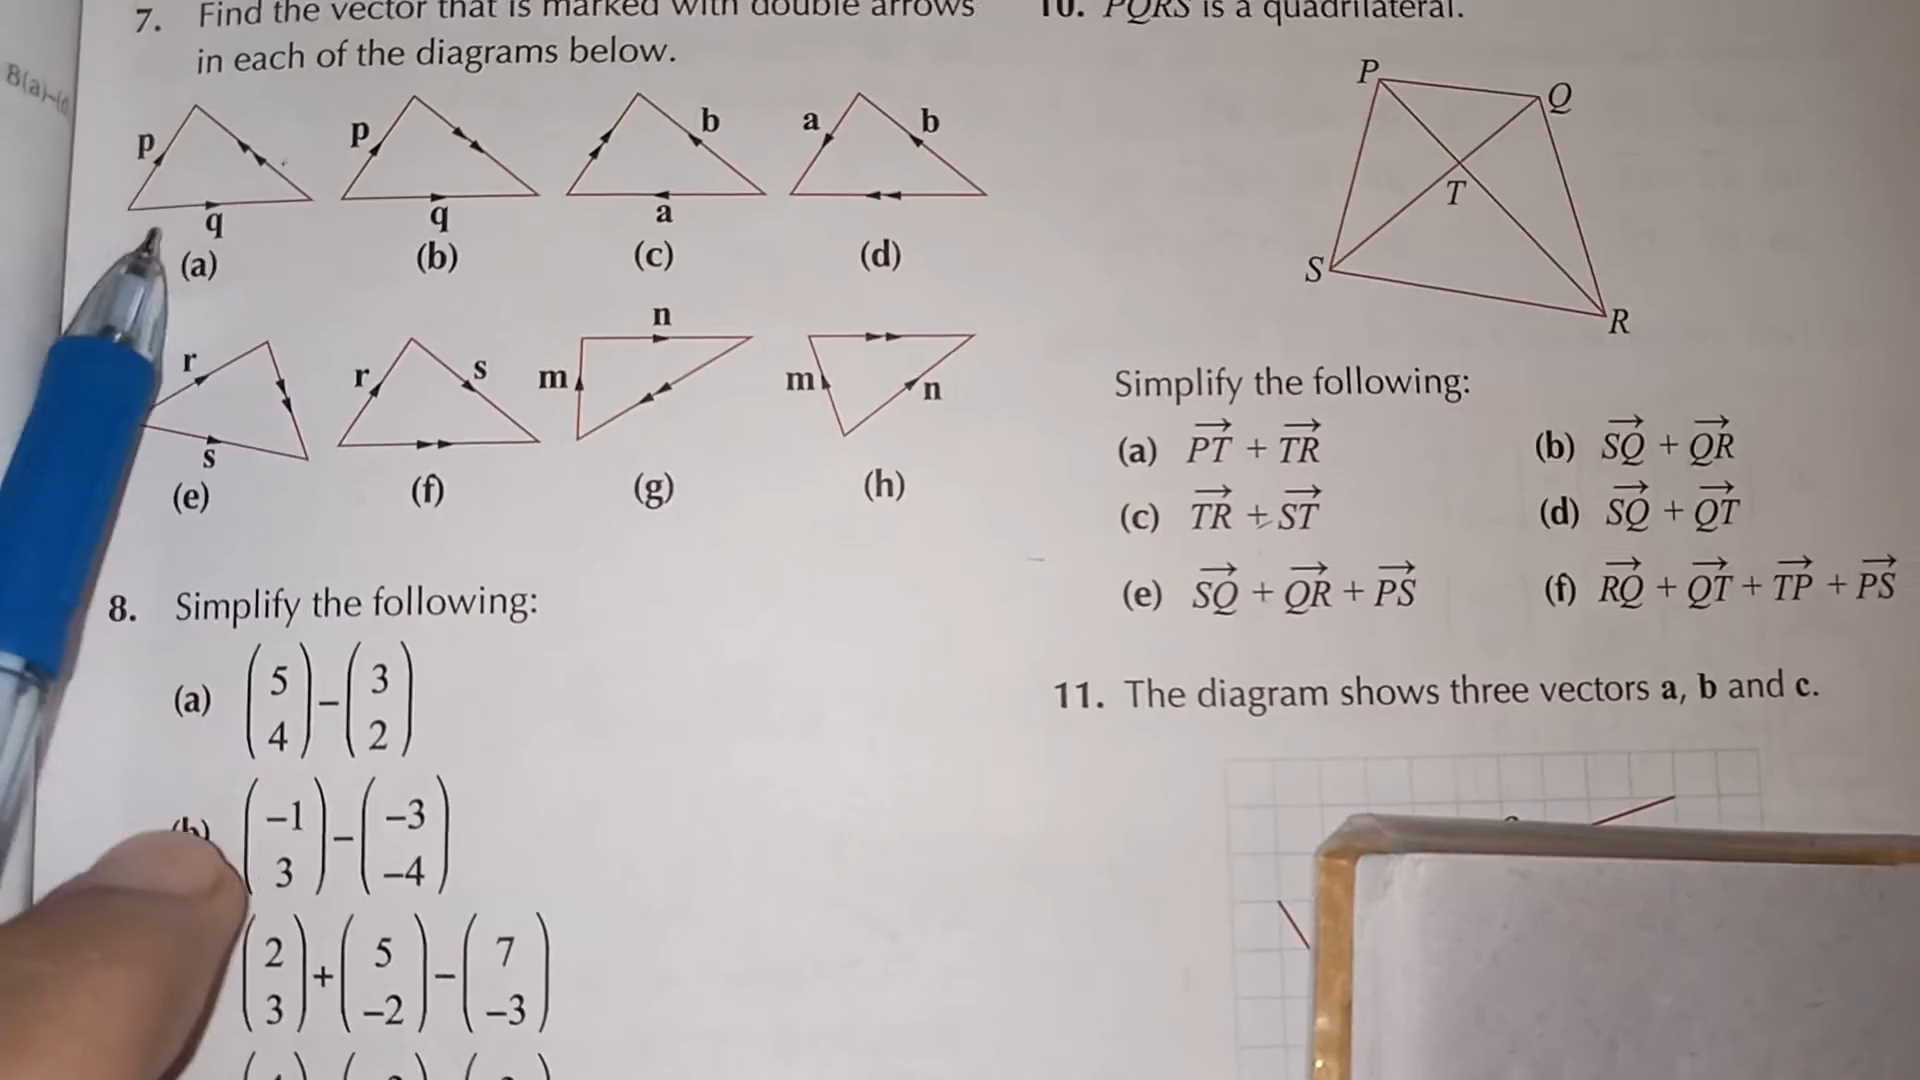 8(a)–(d)
7. Find the vector that is marked with double arrows
in each of the diagrams below.
p q
(a)
p q
(b)
b a
(c)
a b
(d)
r s
(e)
r s
(f)
n m
(g)
m n
(h)
8. Simplify the following:
(a) (5 4) – (3 2)
(b) (–1 3) – (–3 –4)
(2 3) + (5 –2) – (7 –3)
10. PQRS is a quadrilateral.
P
Q
T
S
R
Simplify the following:
(a) PT→ + TR→ (b) SQ→ + QR→
(c) TR→ + ST→ (d) SQ→ + QT→
(e) SQ→ + QR→ + PS→ (f) RQ→ + QT→ + TP→ + PS→
11. The diagram shows three vectors a, b and c.